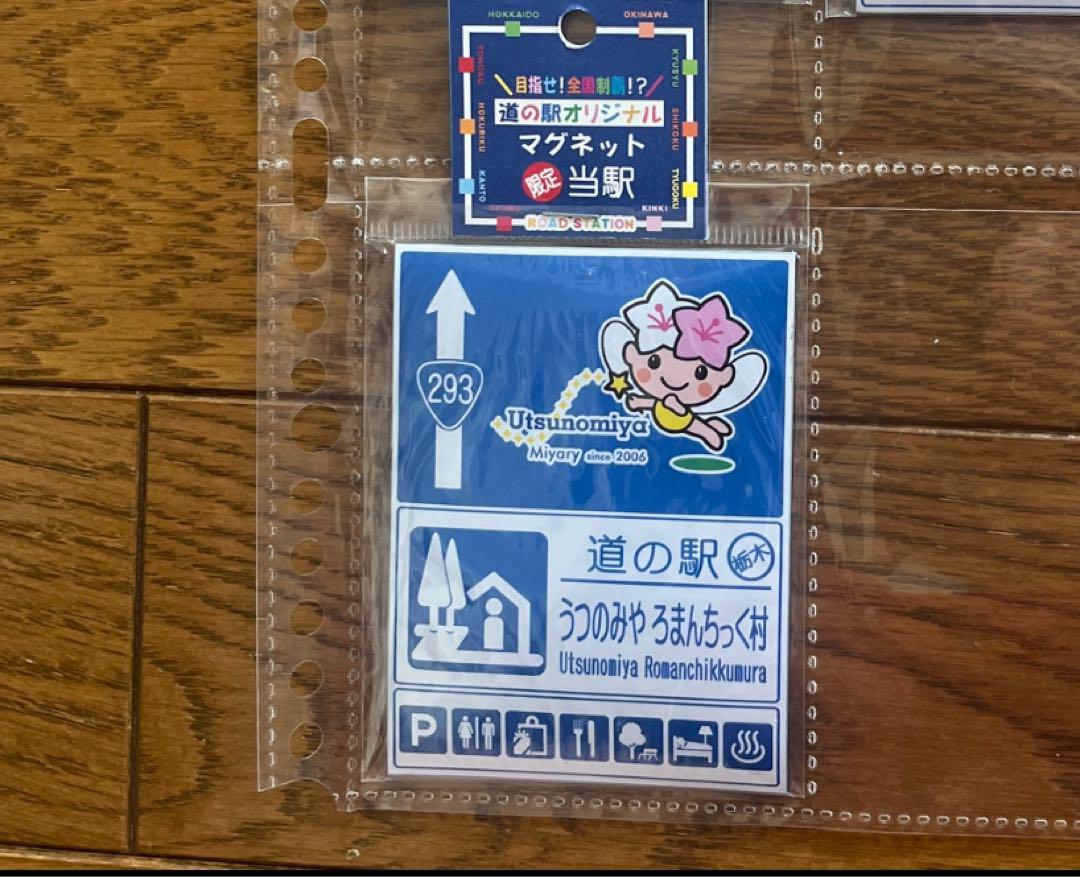 HOKKAIDO
OKINAWA
TOHOKU
KYUSYU
目指せ!全国制覇!?
道の駅オリジナル
HOKURIKU
SHIKOKU
マグネット
限定 当駅
KANTO
TYUGOKU
KINKI
ROAD STATION
293
Utsunomiya
Miyary since 2006
道の駅 栃木
うつのみや ろまんちっく村
Utsunomiya Romanchikkumura
P